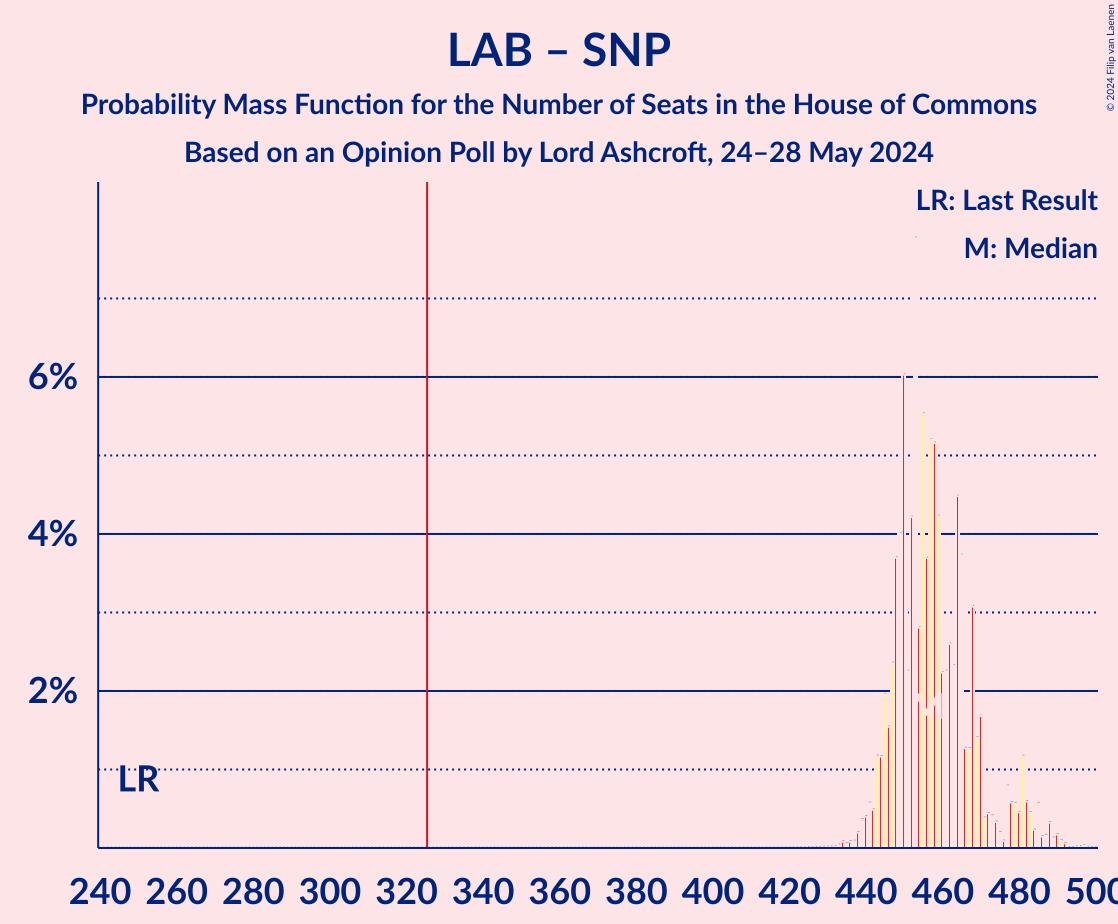 LAB – SNP
Probability Mass Function for the Number of Seats in the House of Commons
Based on an Opinion Poll by Lord Ashcroft, 24–28 May 2024
© 2024 Filip van Laenen
LR: Last Result
M: Median
6%
4%
2%
LR
240 260 280 300 320 340 360 380 400 420 440 460 480 500